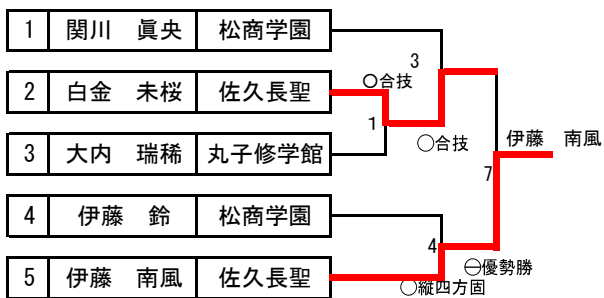 1 関川　眞央 松商学園
3
〇合技
2 白金　未桜 佐久長聖
1
◯合技
伊藤　南風
3 大内　瑞稀 丸子修学館
7
4 伊藤　鈴 松商学園
4
㊀優勢勝
5 伊藤　南風 佐久長聖
◯縦四方固